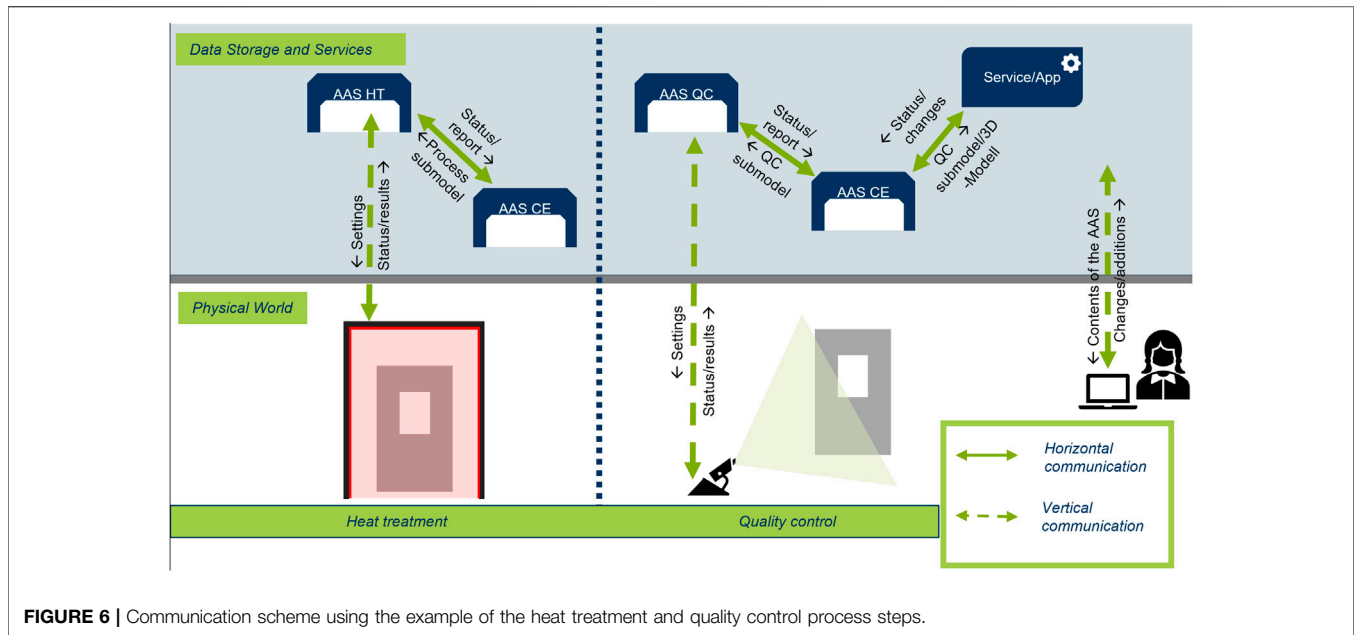 Data Storage and Services
AAS HT
Status/
report →
← Process
submodel
AAS CE
← Settings
Status/results →
AAS QC
Status/
report →
← QC
submodel
AAS CE
Service/App
← Status/
changes
QC →
submodel/3D
-Modell
← Contents of the AAS
Changes/additions →
Physical World
← Settings
Status/results →
Heat treatment
Quality control
Horizontal
communication
Vertical
communication
FIGURE 6 | Communication scheme using the example of the heat treatment and quality control process steps.